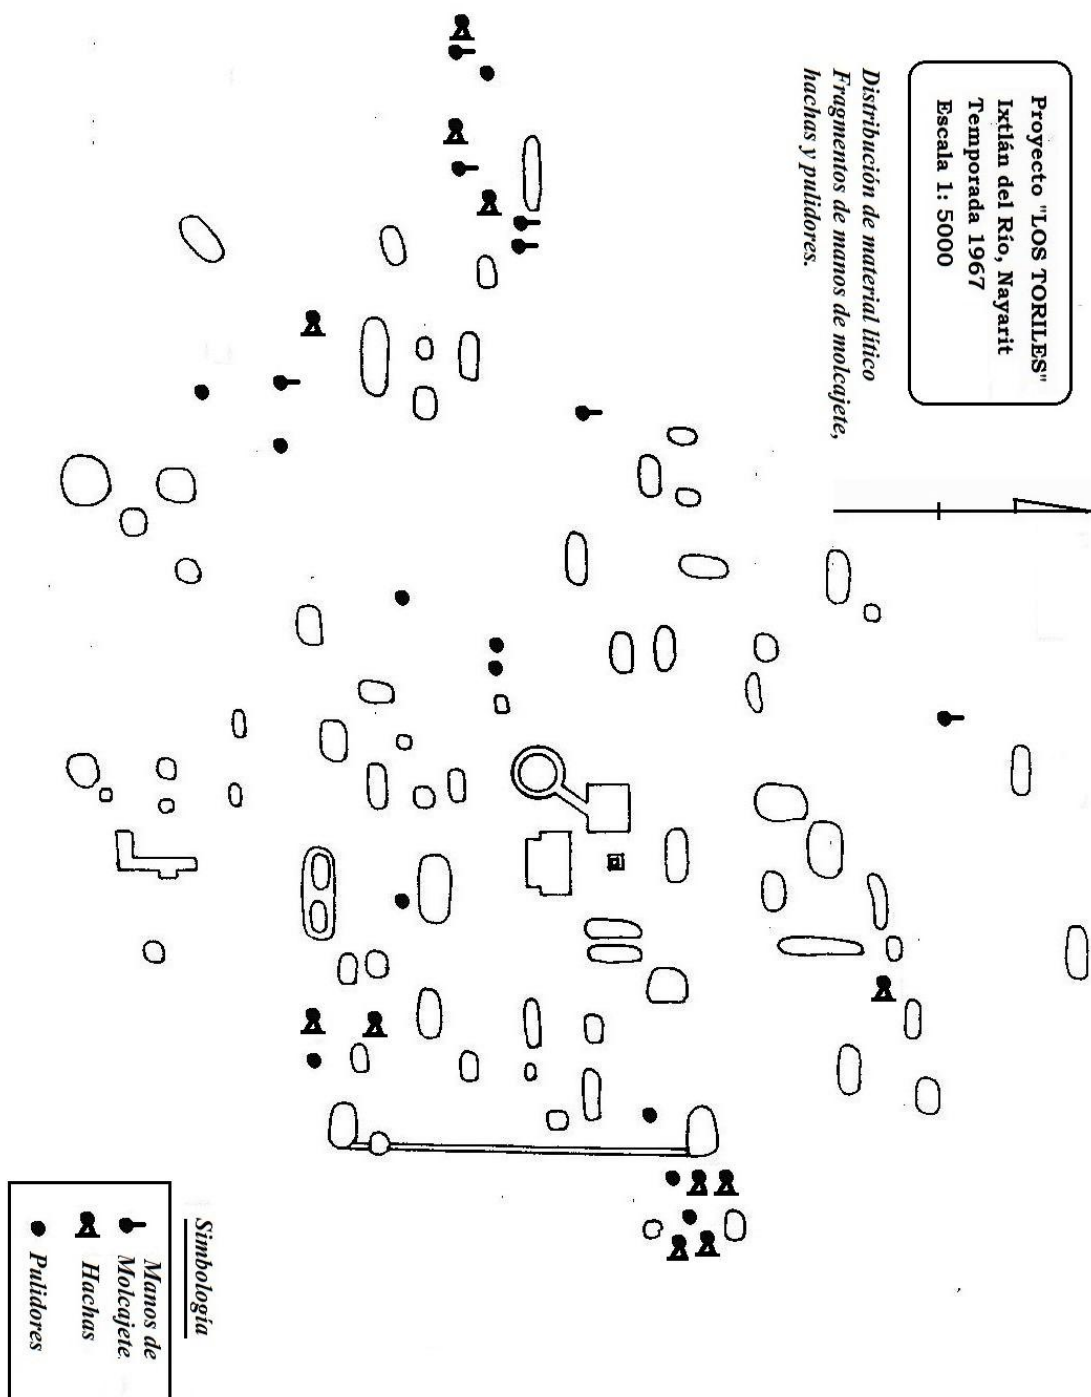 Proyecto "LOS TORILES"
Ixtlán del Río, Nayarit
Temporada 1967
Escala 1: 5000
Distribución de material lítico
Fragmentos de manos de molcajete,
hachas y pulidores.
Simbología
Manos de
Molcajete.
Hachas
Pulidores